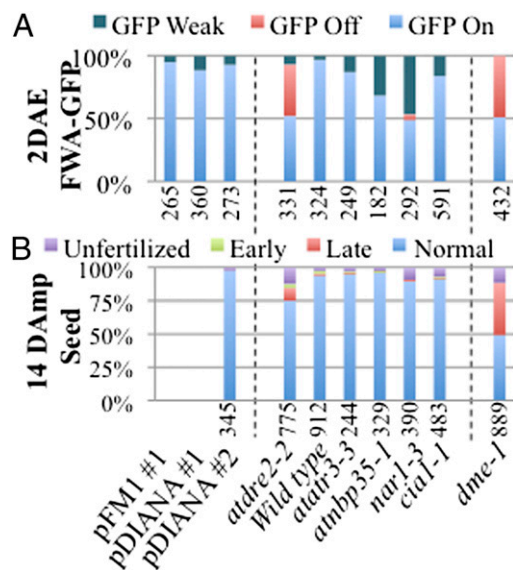 A
GFP Weak GFP Off GFP On
2DAE
FWA-GFP
100%
50%
0%
265 360 273 331 324 249 182 292 591 432
B
Unfertilized Early Late Normal
14 DAmp
Seed
100%
75%
50%
25%
0%
345 775 912 244 329 390 483 889
pFM1 #1
pDIANA #1
pDIANA #2
atdre2-2
Wild type
atatr3-3
atnbp35-1
nar1-3
cia1-1
dme-1